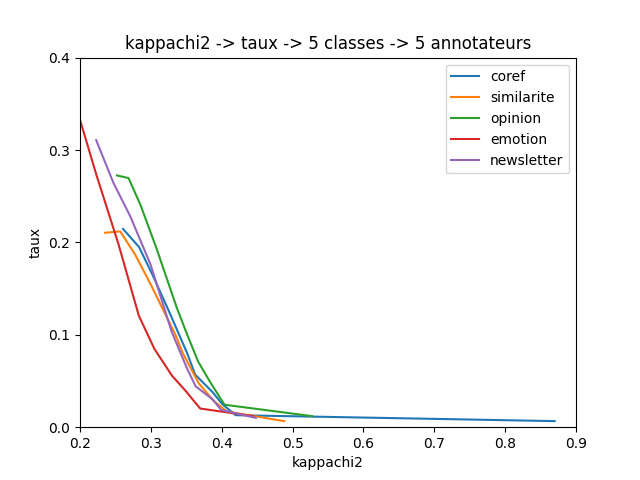 kappachi2 -> taux -> 5 classes -> 5 annotateurs
0.4
0.3
0.2
0.1
0.0
taux
coref
similarite
opinion
emotion
newsletter
0.2 0.3 0.4 0.5 0.6 0.7 0.8 0.9
kappachi2